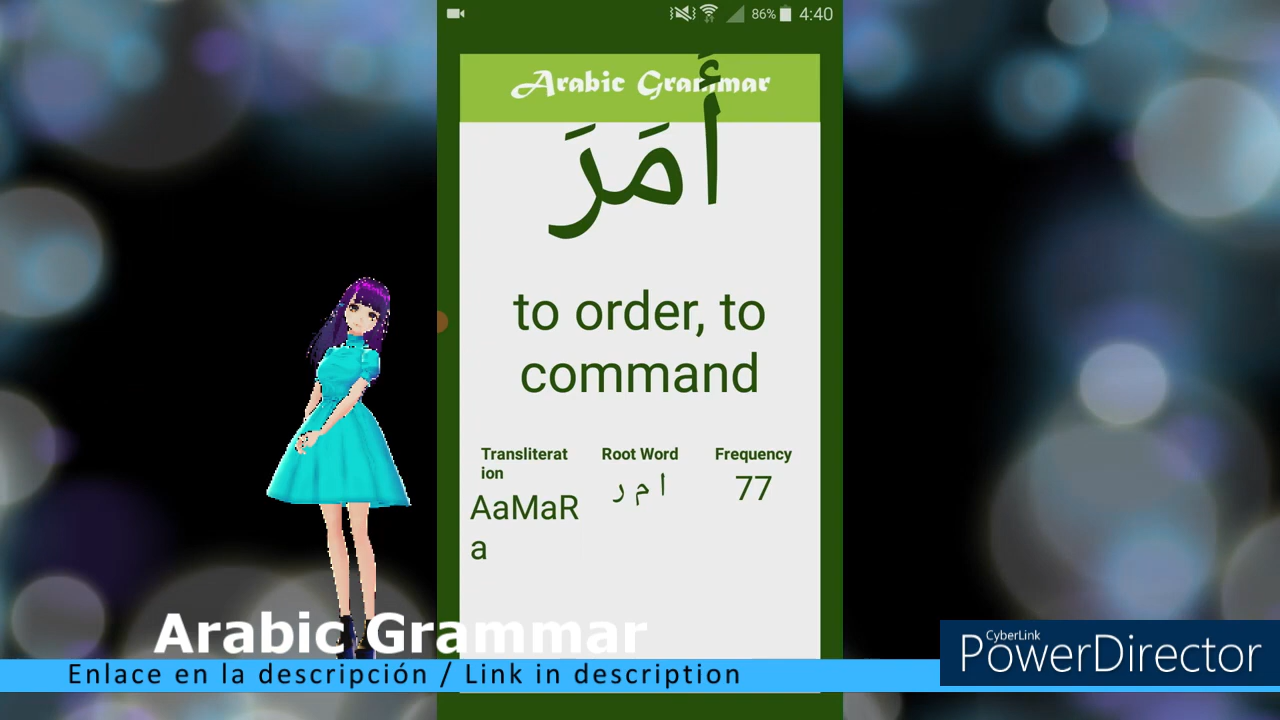 86% 4:40
Arabic Grammar
أَمَرَ
to order, to
command
Transliterat
ion
Root Word
Frequency
AaMaR
a
ا م ر
77
Arabic Grammar
Enlace en la descripción / Link in description
CyberLink
PowerDirector